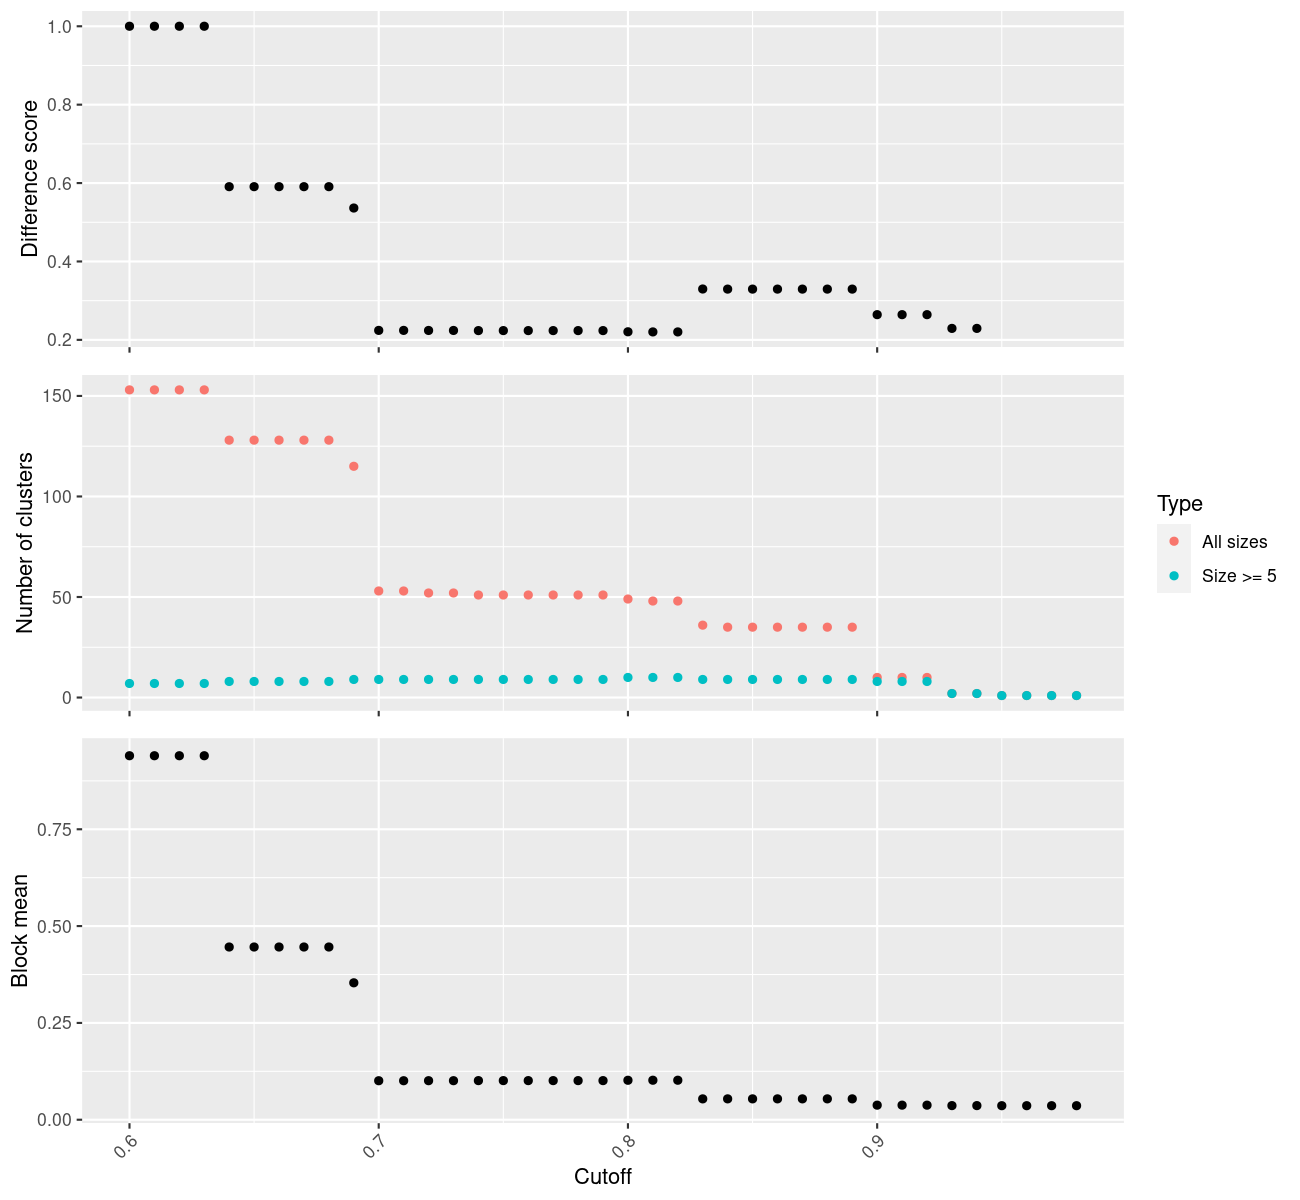 Difference score
1.0
0.8
0.6
0.4
0.2
Number of clusters
150
100
50
0
Type
All sizes
Size >= 5
Block mean
0.75
0.50
0.25
0.00
0.6 0.7 0.8 0.9
Cutoff